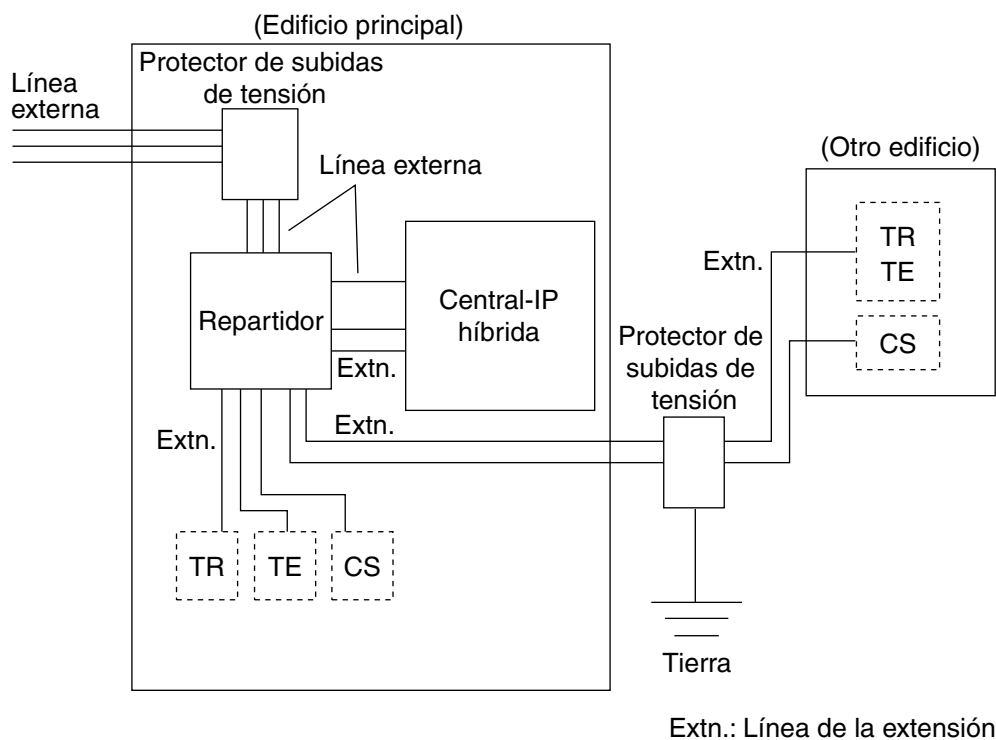 (Edificio principal)
Protector de subidas
de tensión
Línea
externa
Línea externa
(Otro edificio)
TR
TE
Extn.
Central-IP
híbrida
Repartidor
Protector de
subidas de
tensión
CS
Extn.
Extn.
Extn.
TR
TE
CS
Tierra
Extn.: Línea de la extensión